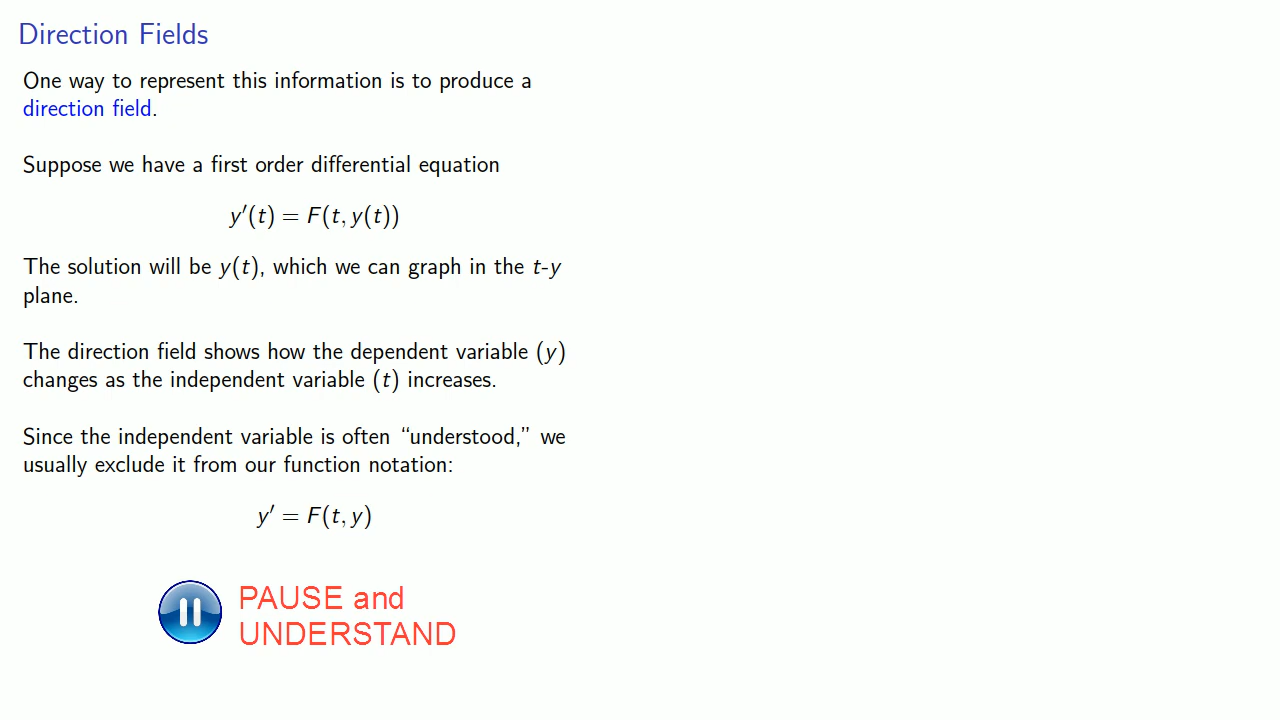 Direction Fields
One way to represent this information is to produce a
direction field.
Suppose we have a first order differential equation
y′(t) = F(t, y(t))
The solution will be y(t), which we can graph in the t-y
plane.
The direction field shows how the dependent variable (y)
changes as the independent variable (t) increases.
Since the independent variable is often “understood,” we
usually exclude it from our function notation:
y′ = F(t, y)
PAUSE and
UNDERSTAND